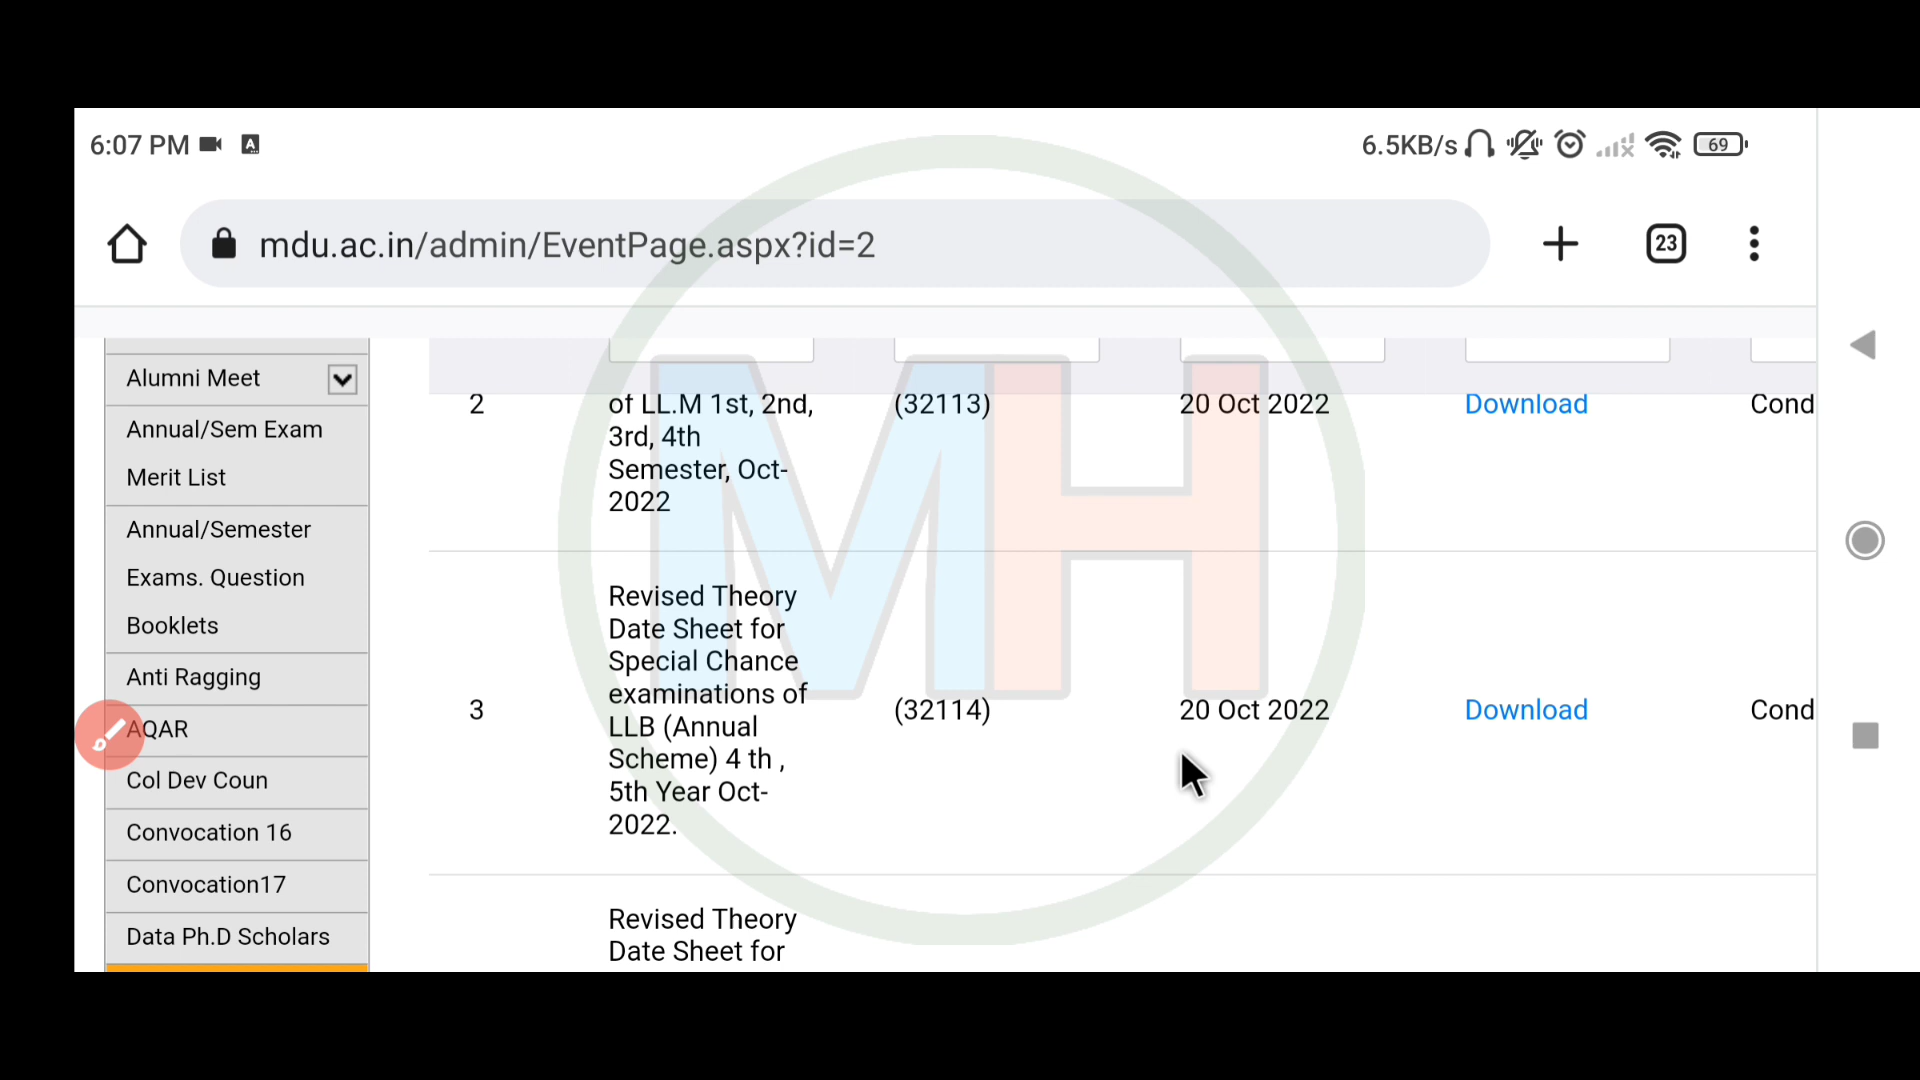 6:07 PM
A
6.5KB/s
69
mdu.ac.in/admin/EventPage.aspx?id=2
23
Alumni Meet
Annual/Sem Exam
Merit List
Annual/Semester
Exams. Question
Booklets
Anti Ragging
AQAR
Col Dev Coun
Convocation 16
Convocation17
Data Ph.D Scholars
2
of LL.M 1st, 2nd,
3rd, 4th
Semester, Oct-
2022
(32113)
20 Oct 2022
Download
Cond
3
Revised Theory
Date Sheet for
Special Chance
examinations of
LLB (Annual
Scheme) 4 th ,
5th Year Oct-
2022.
(32114)
20 Oct 2022
Download
Cond
Revised Theory
Date Sheet for
MH